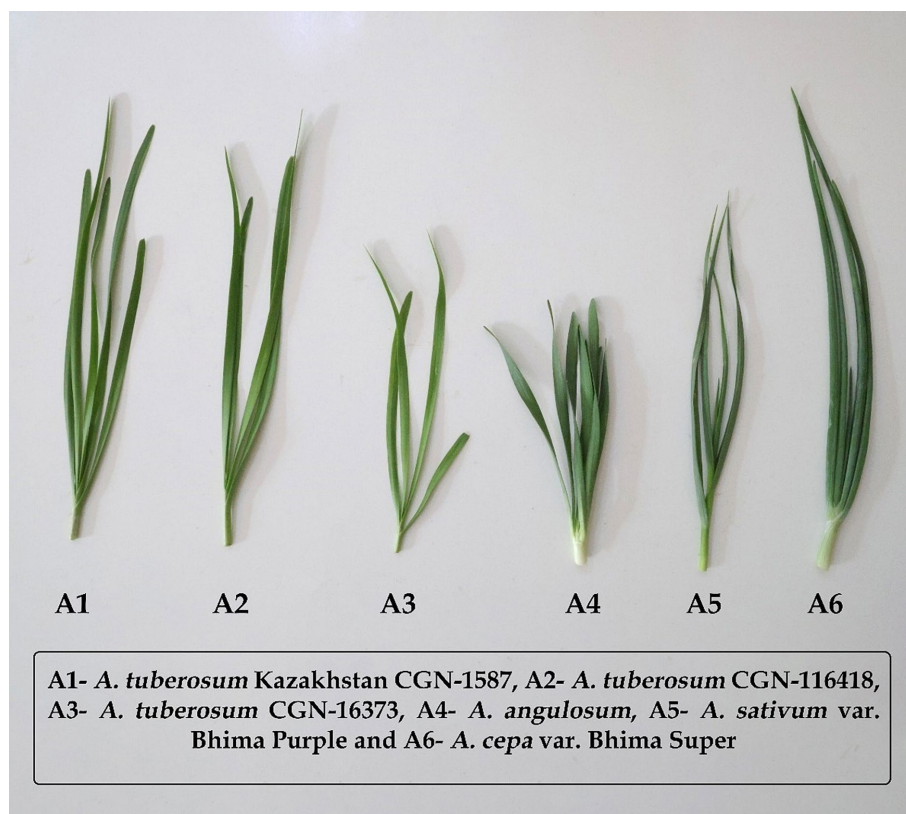 A1 A2 A3 A4 A5 A6
A1- A. tuberosum Kazakhstan CGN-1587, A2- A. tuberosum CGN-116418,
A3- A. tuberosum CGN-16373, A4- A. angulosum, A5- A. sativum var.
Bhima Purple and A6- A. cepa var. Bhima Super